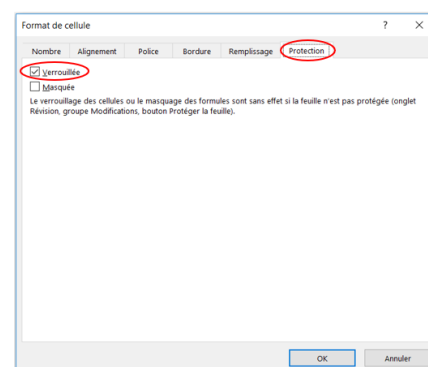 Format de cellule ? ×
Nombre Alignement Police Bordure Remplissage Protection
Verrouillée
Masquée
Le verrouillage des cellules ou le masquage des formules sont sans effet si la feuille n'est pas protégée (onglet
Révision, groupe Modifications, bouton Protéger la feuille).
OK Annuler